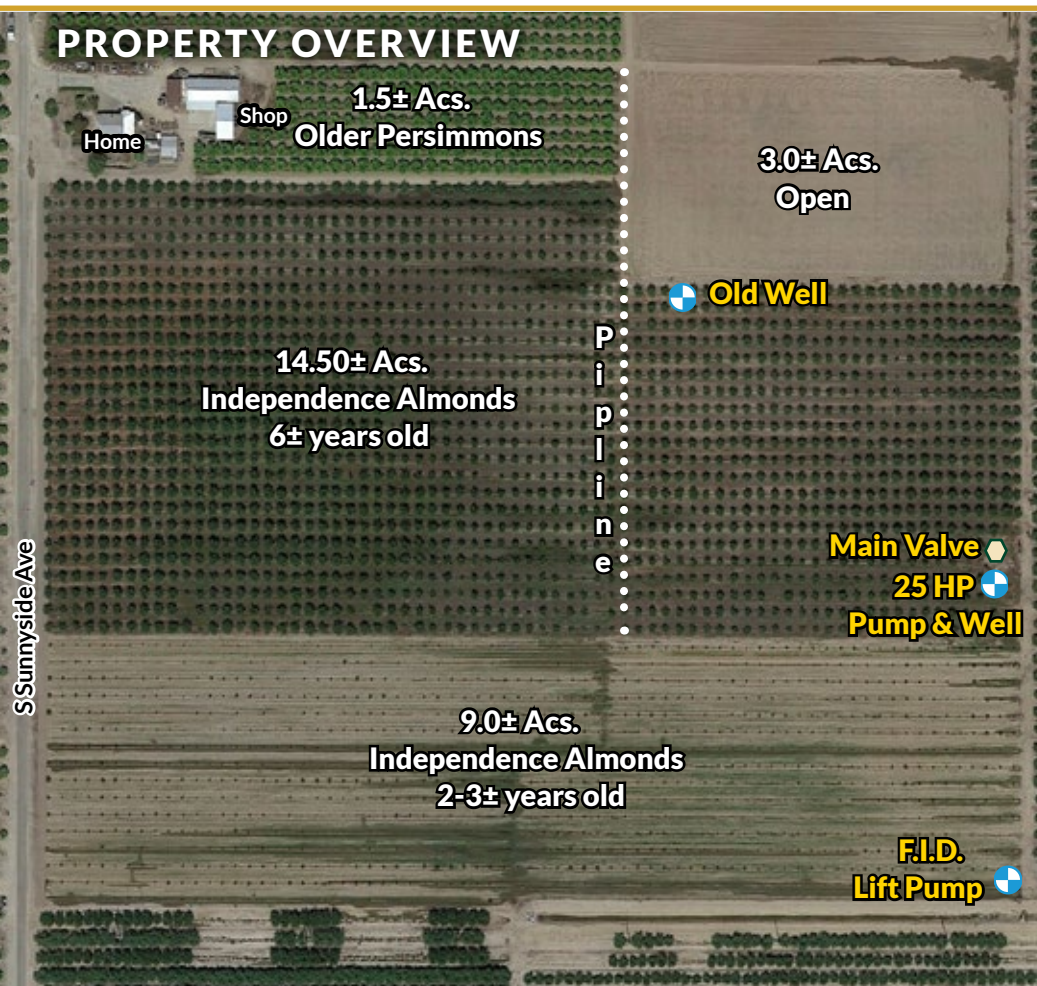 PROPERTY OVERVIEW
1.5± Acs.
Older Persimmons
Shop
Home
3.0± Acs.
Open
Old Well
14.50± Acs.
Independence Almonds
6± years old
Pipline
Main Valve
25 HP
Pump & Well
S Sunnyside Ave
9.0± Acs.
Independence Almonds
2-3± years old
F.I.D.
Lift Pump